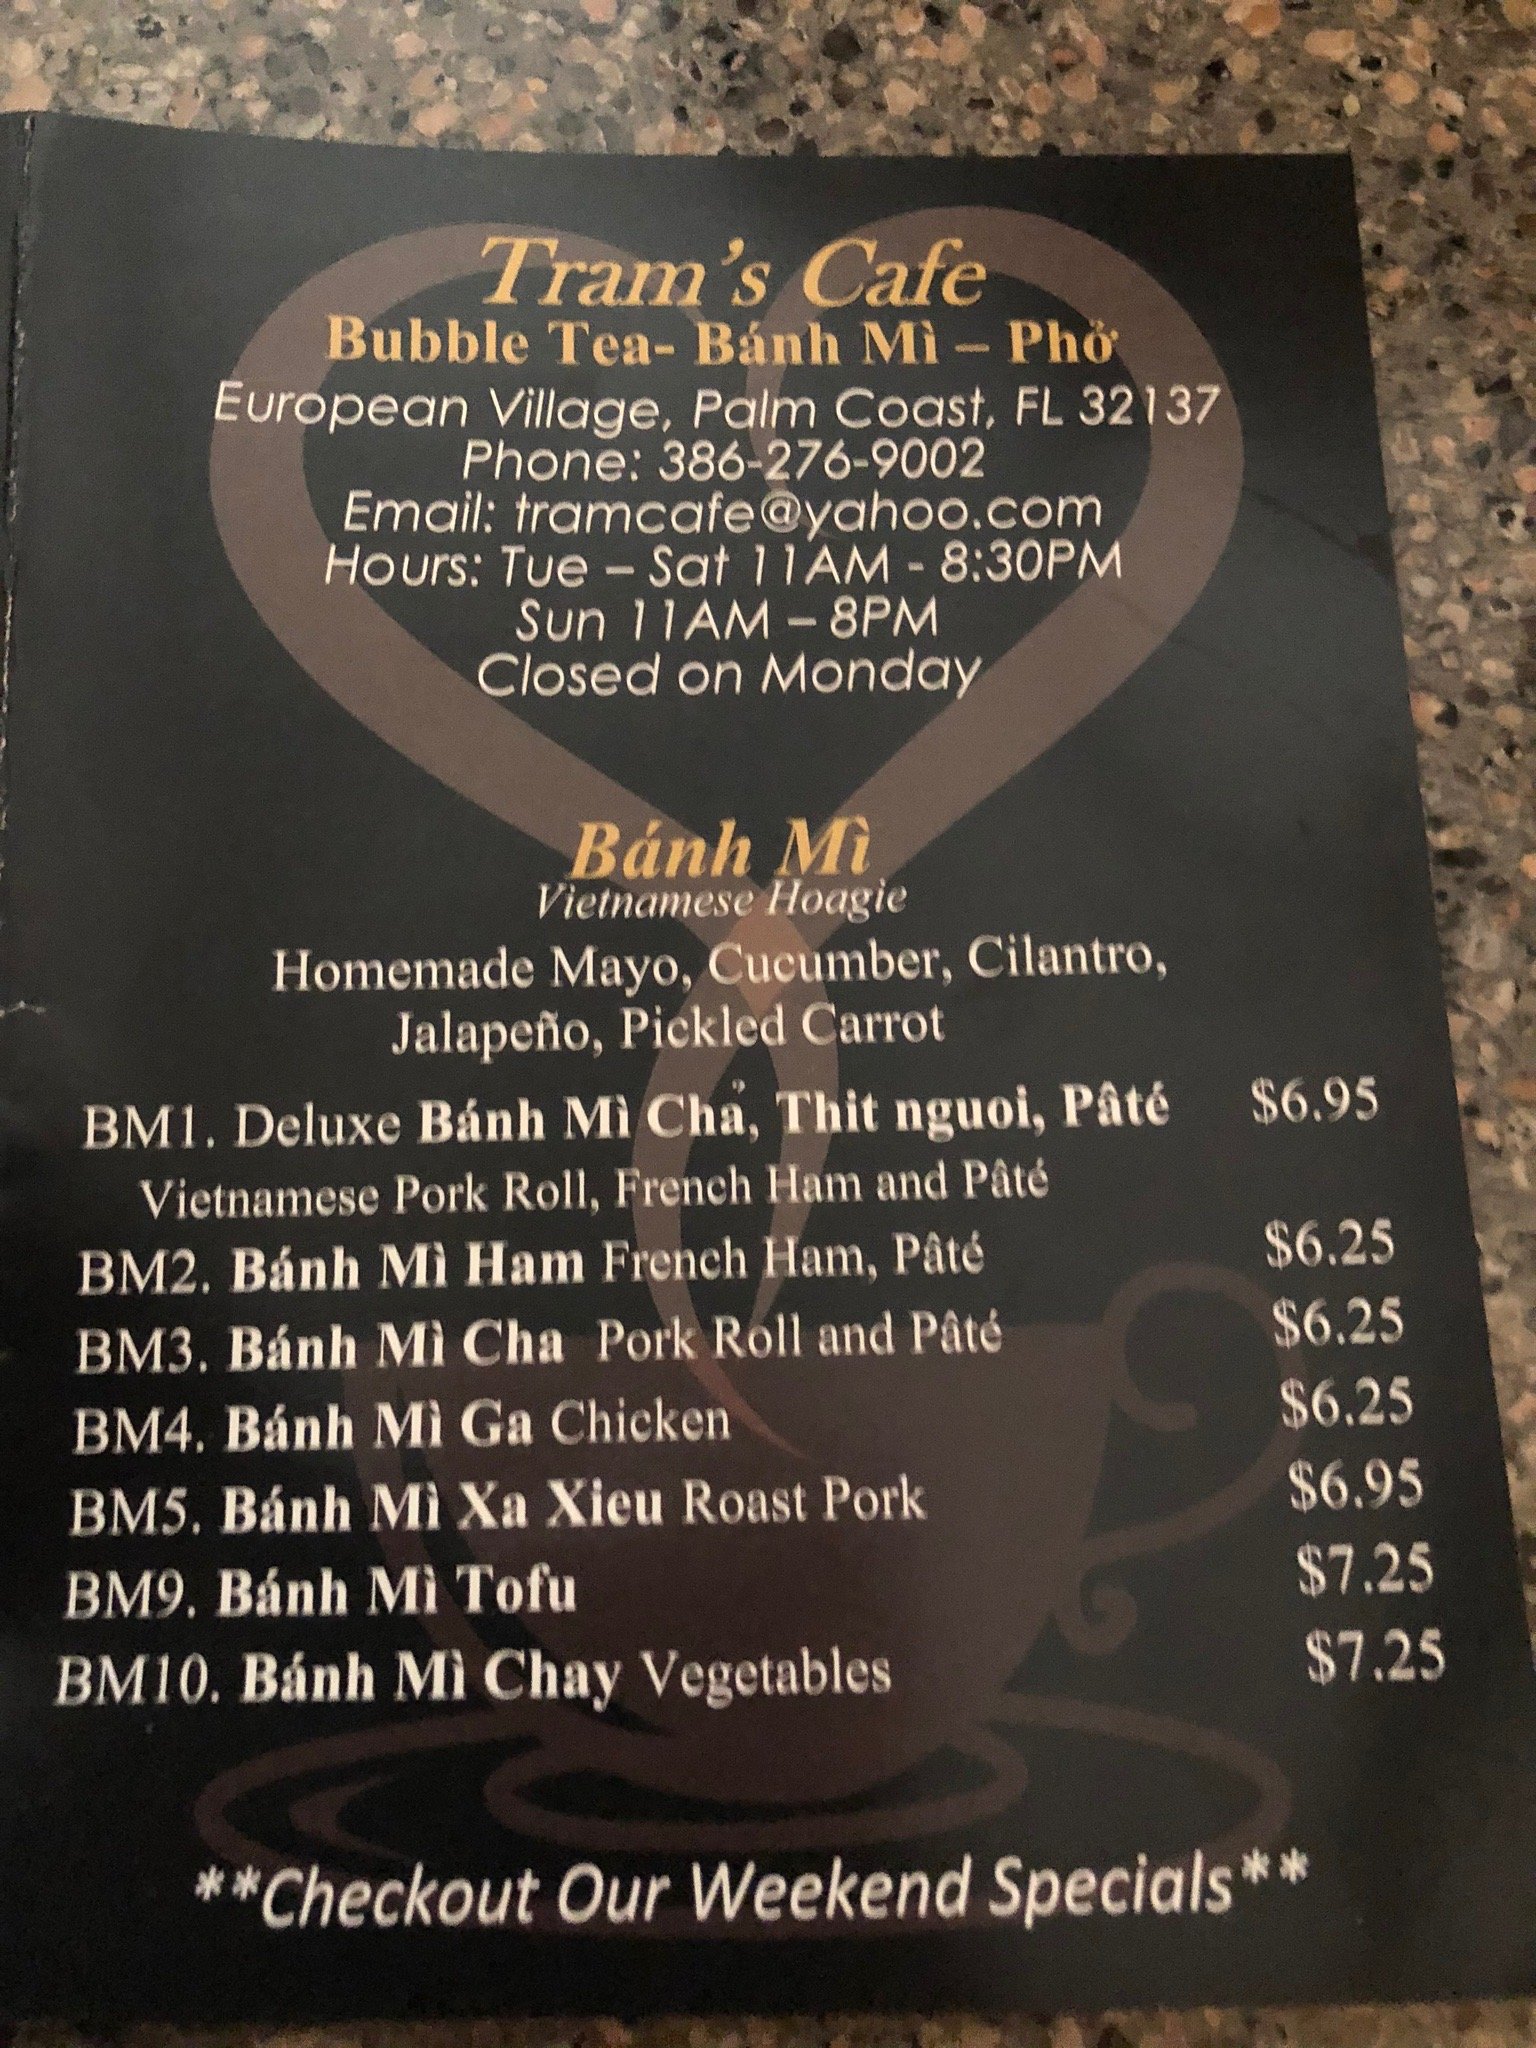 Tram's Cafe
Bubble Tea- Bánh Mì – Phở
European Village, Palm Coast, FL 32137
Phone: 386-276-9002
Email: tramcafe@yahoo.com
Hours: Tue – Sat 11AM - 8:30PM
Sun 11AM – 8PM
Closed on Monday
Bánh Mì
Vietnamese Hoagie
Homemade Mayo, Cucumber, Cilantro,
Jalapeño, Pickled Carrot
BM1. Deluxe Bánh Mì Chả, Thit nguoi, Pâté $6.95
Vietnamese Pork Roll, French Ham and Pâté
BM2. Bánh Mì Ham French Ham, Pâté $6.25
BM3. Bánh Mì Cha Pork Roll and Pâté $6.25
BM4. Bánh Mì Ga Chicken $6.25
BM5. Bánh Mì Xa Xieu Roast Pork $6.95
BM9. Bánh Mì Tofu $7.25
BM10. Bánh Mì Chay Vegetables $7.25
**Checkout Our Weekend Specials**